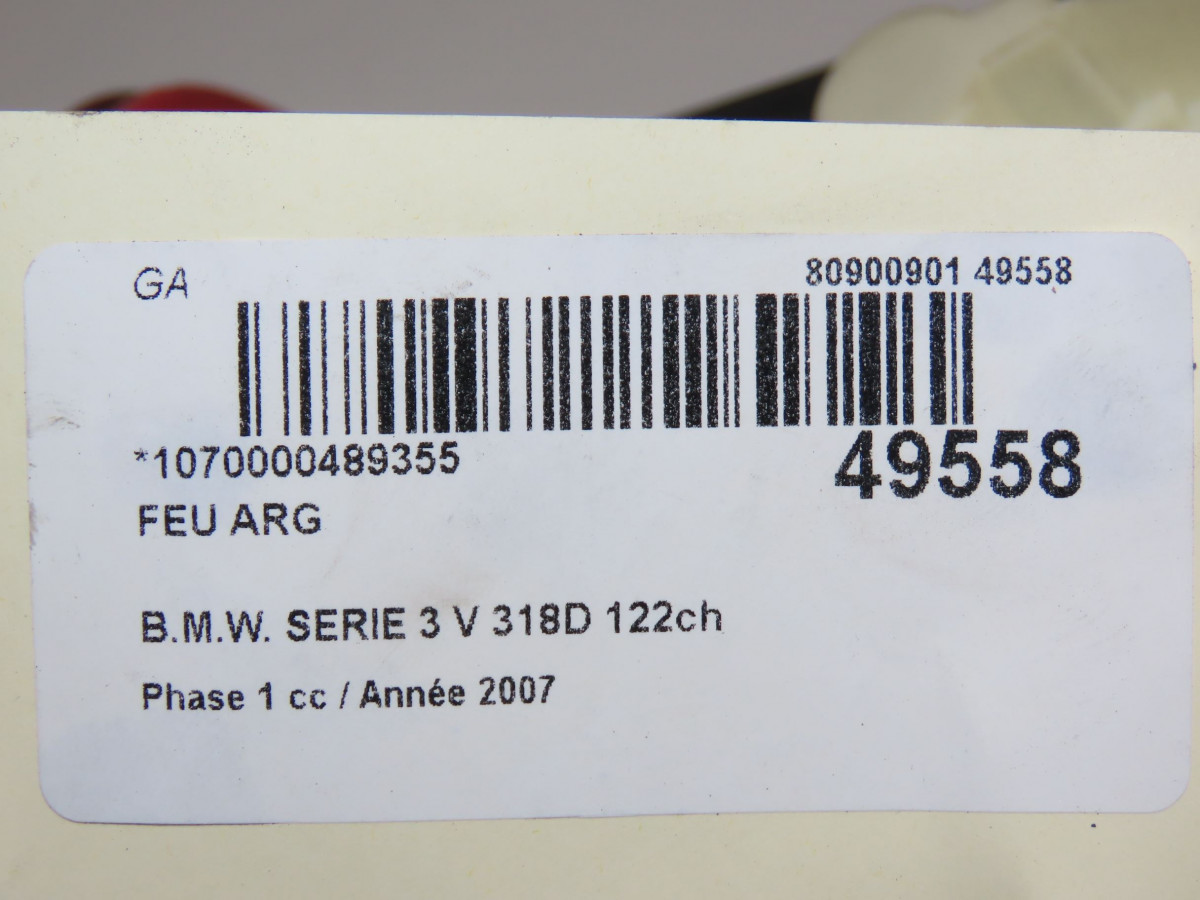 GA
80900901 49558
*1070000489355
49558
FEU ARG
B.M.W. SERIE 3 V 318D 122ch
Phase 1 cc / Année 2007